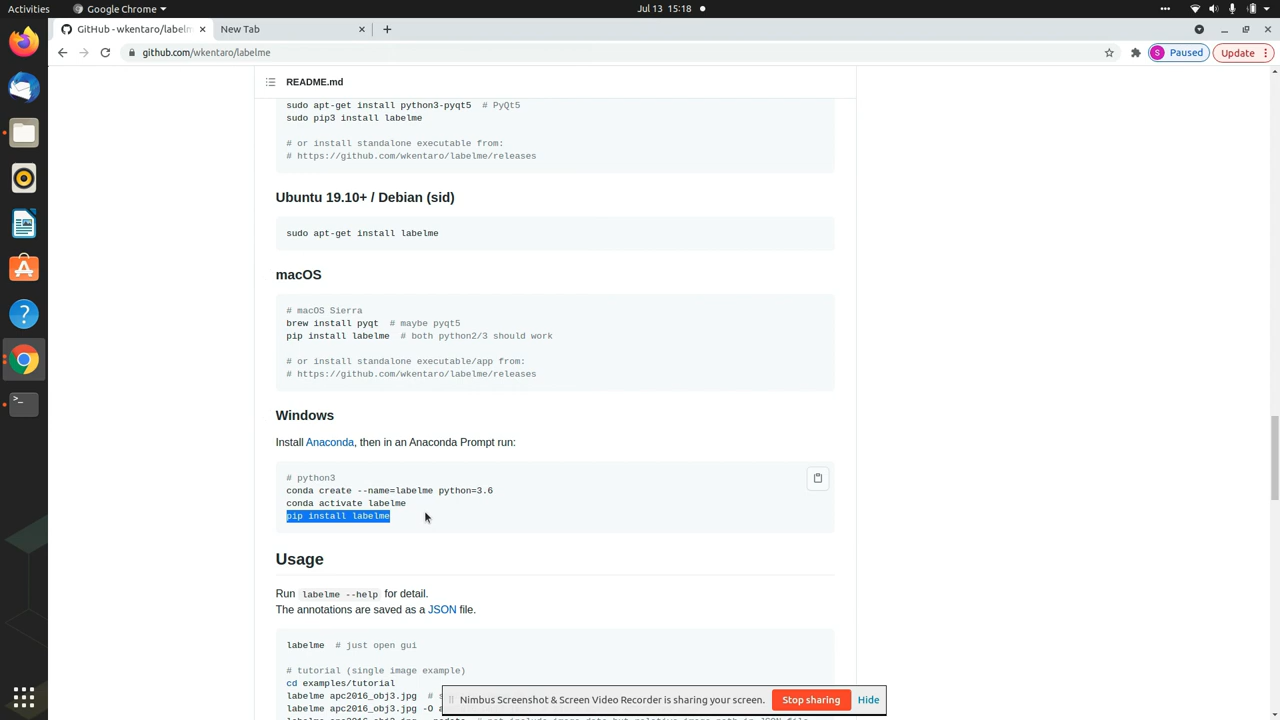 Activities
Google Chrome
Jul 13 15:18
GitHub - wkentaro/labelm
New Tab
github.com/wkentaro/labelme
S
Paused
Update
README.md
sudo apt-get install python3-pyqt5  # PyQt5
sudo pip3 install labelme
# or install standalone executable from:
# https://github.com/wkentaro/labelme/releases
Ubuntu 19.10+ / Debian (sid)
sudo apt-get install labelme
macOS
# macOS Sierra
brew install pyqt  # maybe pyqt5
pip install labelme  # both python2/3 should work
# or install standalone executable/app from:
# https://github.com/wkentaro/labelme/releases
Windows
Install Anaconda, then in an Anaconda Prompt run:
# python3
conda create --name=labelme python=3.6
conda activate labelme
pip install labelme
Usage
Run labelme --help for detail.
The annotations are saved as a JSON file.
labelme  # just open gui
# tutorial (single image example)
cd examples/tutorial
labelme apc2016_obj3.jpg  #
labelme apc2016_obj3.jpg -O
Nimbus Screenshot & Screen Video Recorder is sharing your screen.
Stop sharing
Hide